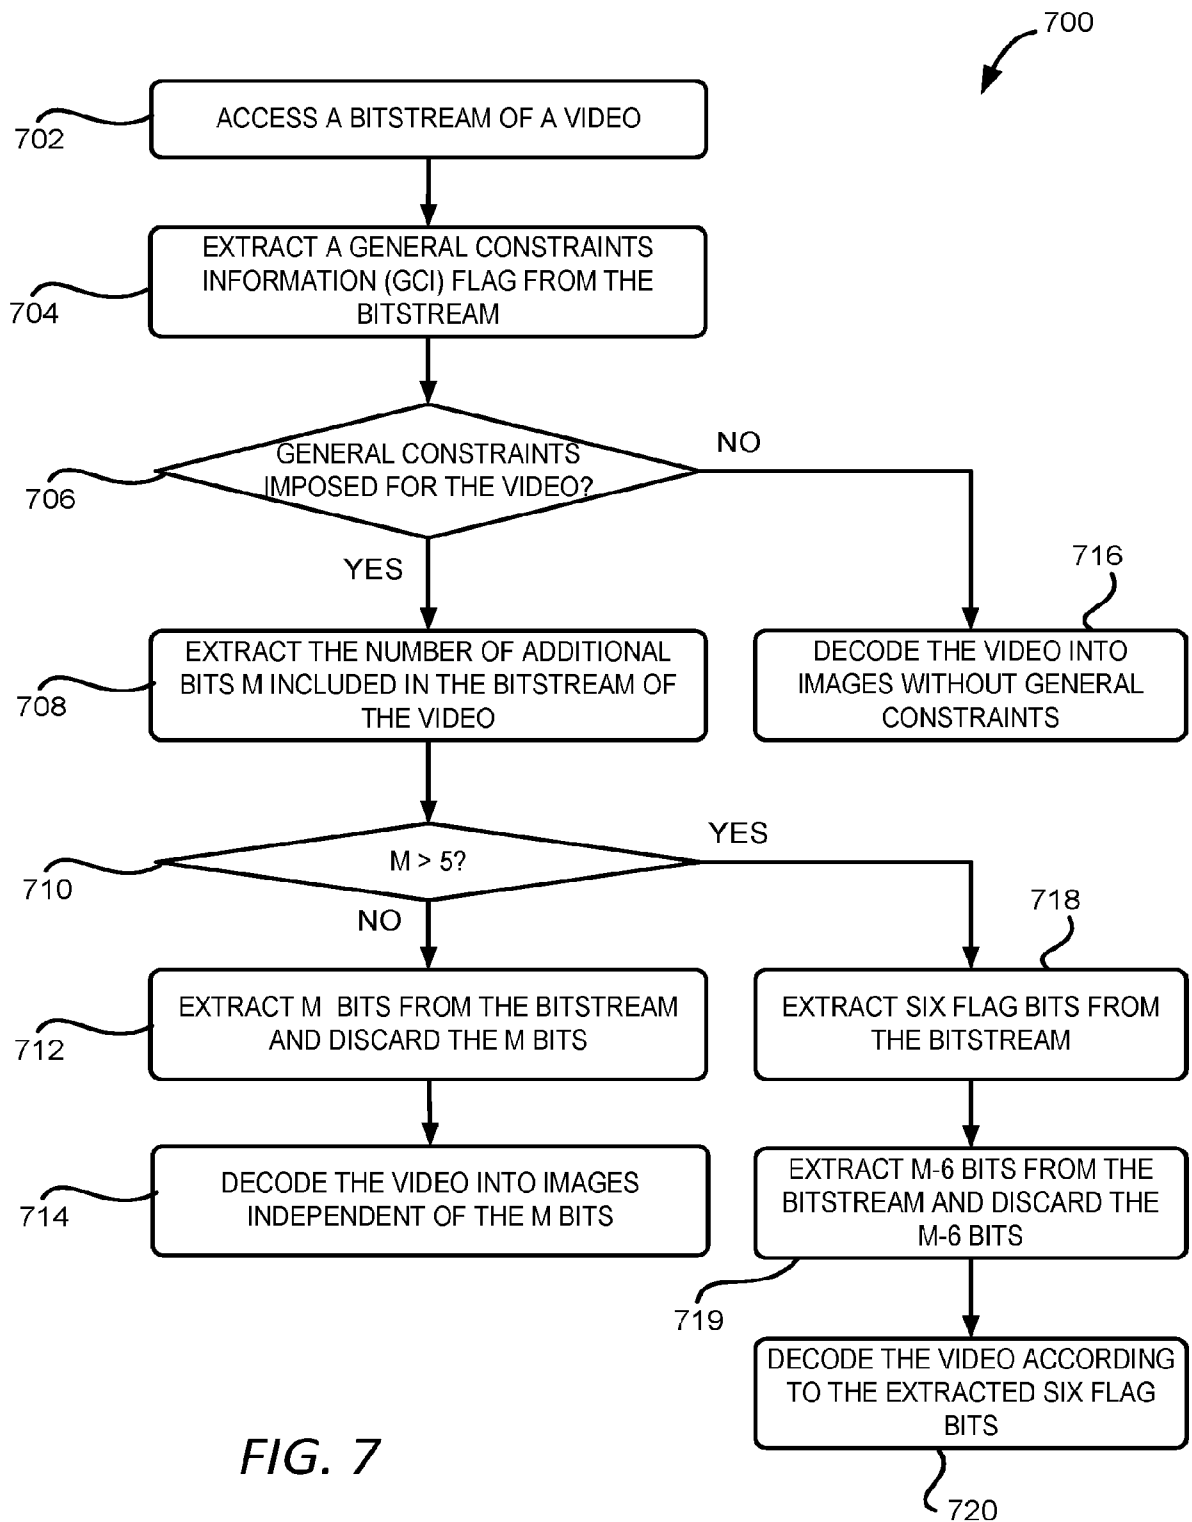 700
702
ACCESS A BITSTREAM OF A VIDEO
704
EXTRACT A GENERAL CONSTRAINTS
INFORMATION (GCI) FLAG FROM THE
BITSTREAM
706
GENERAL CONSTRAINTS
IMPOSED FOR THE VIDEO?
NO
YES
716
DECODE THE VIDEO INTO
IMAGES WITHOUT GENERAL
CONSTRAINTS
708
EXTRACT THE NUMBER OF ADDITIONAL
BITS M INCLUDED IN THE BITSTREAM OF
THE VIDEO
710
M > 5?
YES
NO
718
712
EXTRACT M BITS FROM THE BITSTREAM
AND DISCARD THE M BITS
EXTRACT SIX FLAG BITS FROM
THE BITSTREAM
714
DECODE THE VIDEO INTO IMAGES
INDEPENDENT OF THE M BITS
EXTRACT M-6 BITS FROM THE
BITSTREAM AND DISCARD THE
M-6 BITS
719
DECODE THE VIDEO ACCORDING
TO THE EXTRACTED SIX FLAG
BITS
720
FIG. 7